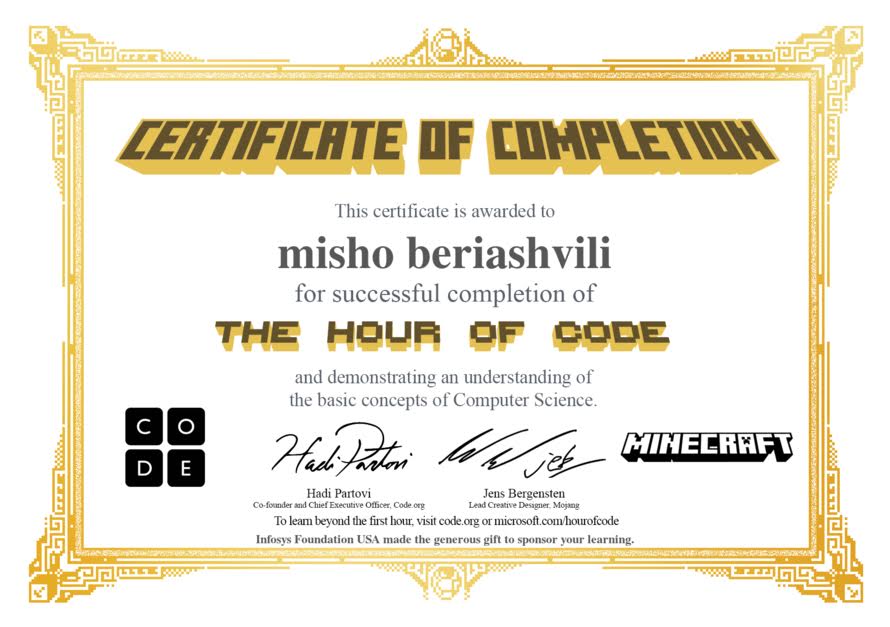 CERTIFICATE OF COMPLETION
This certificate is awarded to
misho beriashvili
for successful completion of
THE HOUR OF CODE
and demonstrating an understanding of
the basic concepts of Computer Science.
CO
DE
Hadi Partovi
Jeb
MINECRAFT
Hadi Partovi
Co-founder and Chief Executive Officer, Code.org
Jens Bergensten
Lead Creative Designer, Mojang
To learn beyond the first hour, visit code.org or microsoft.com/hourofcode
Infosys Foundation USA made the generous gift to sponsor your learning.